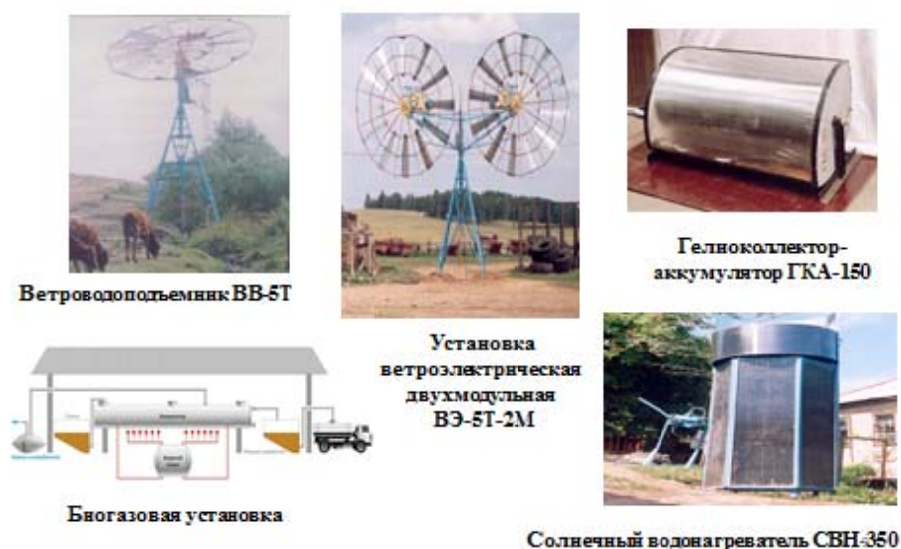 Ветроводоподъемник ВВ-5Т
Установка
ветроэлектрическая
двухмодульная
ВЭ-5Т-2М
Гелиоколлектор-
аккумулятор ГКА-150
Биогазовая установка
Солнечный водонагреватель СВН-350